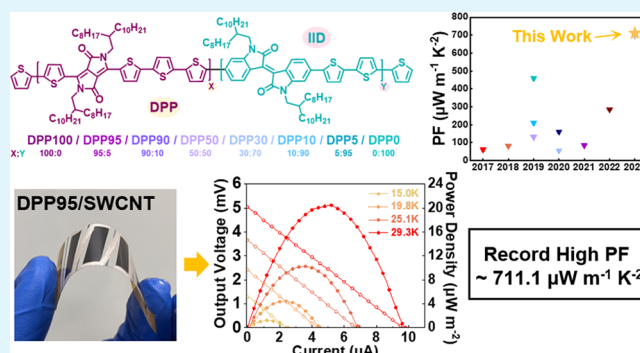 C₁₀H₂₁
C₈H₁₇
N
O
S
DPP
X
C₁₀H₂₁
C₈H₁₇
IID
Y
DPP100 / DPP95 / DPP90 / DPP50 / DPP30 / DPP10 / DPP5 / DPP0
X:Y 100:0 95:5 90:10 50:50 30:70 10:90 5:95 0:100
PF (µW m⁻¹ K⁻²)
800
700
600
500
400
300
200
100
0
This Work
2017 2018 2019 2020 2021 2022
DPP95/SWCNT
Output Voltage (mV)
6
5
4
3
2
1
0
15.0K
19.8K
25.1K
29.3K
24
20
16
12
8
4
0
Power Density (µW m⁻²)
0 2 4 6 8 10
Current (µA)
Record High PF
~ 711.1 µW m⁻¹ K⁻²